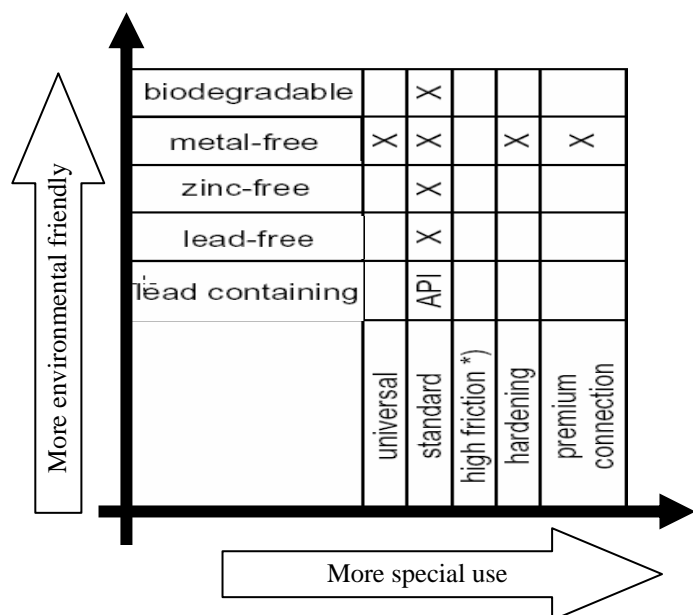 More environmental friendly
biodegradable X
metal-free X X X X
zinc-free X
lead-free X
lead containing API
universal
standard
high friction *)
hardening
premium
connection
More special use